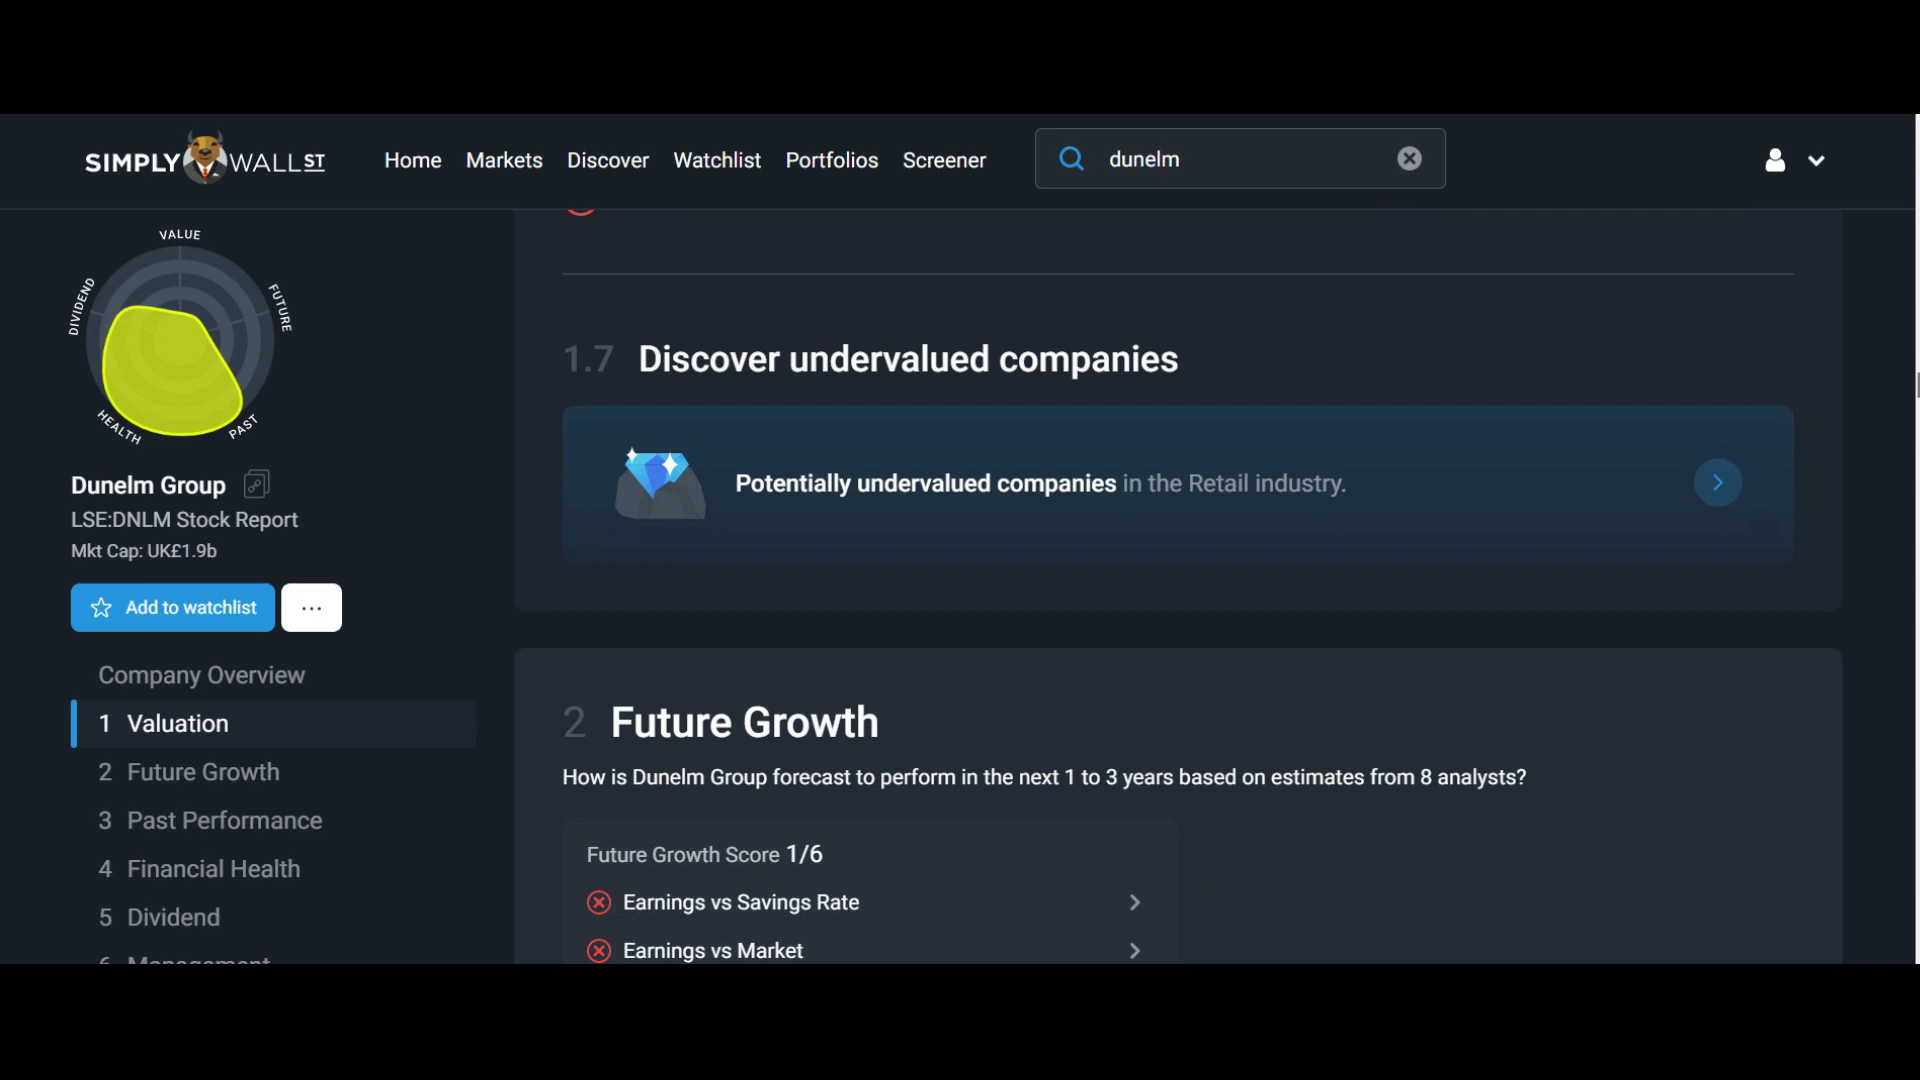 SIMPLY WALL ST
Home Markets Discover Watchlist Portfolios Screener
dunelm
VALUE
FUTURE
PAST
HEALTH
DIVIDEND
Dunelm Group
LSE:DNLM Stock Report
Mkt Cap: UK£1.9b
Add to watchlist
...
Company Overview
1 Valuation
2 Future Growth
3 Past Performance
4 Financial Health
5 Dividend
6 Management
1.7 Discover undervalued companies
Potentially undervalued companies in the Retail industry.
2 Future Growth
How is Dunelm Group forecast to perform in the next 1 to 3 years based on estimates from 8 analysts?
Future Growth Score 1/6
Earnings vs Savings Rate
Earnings vs Market